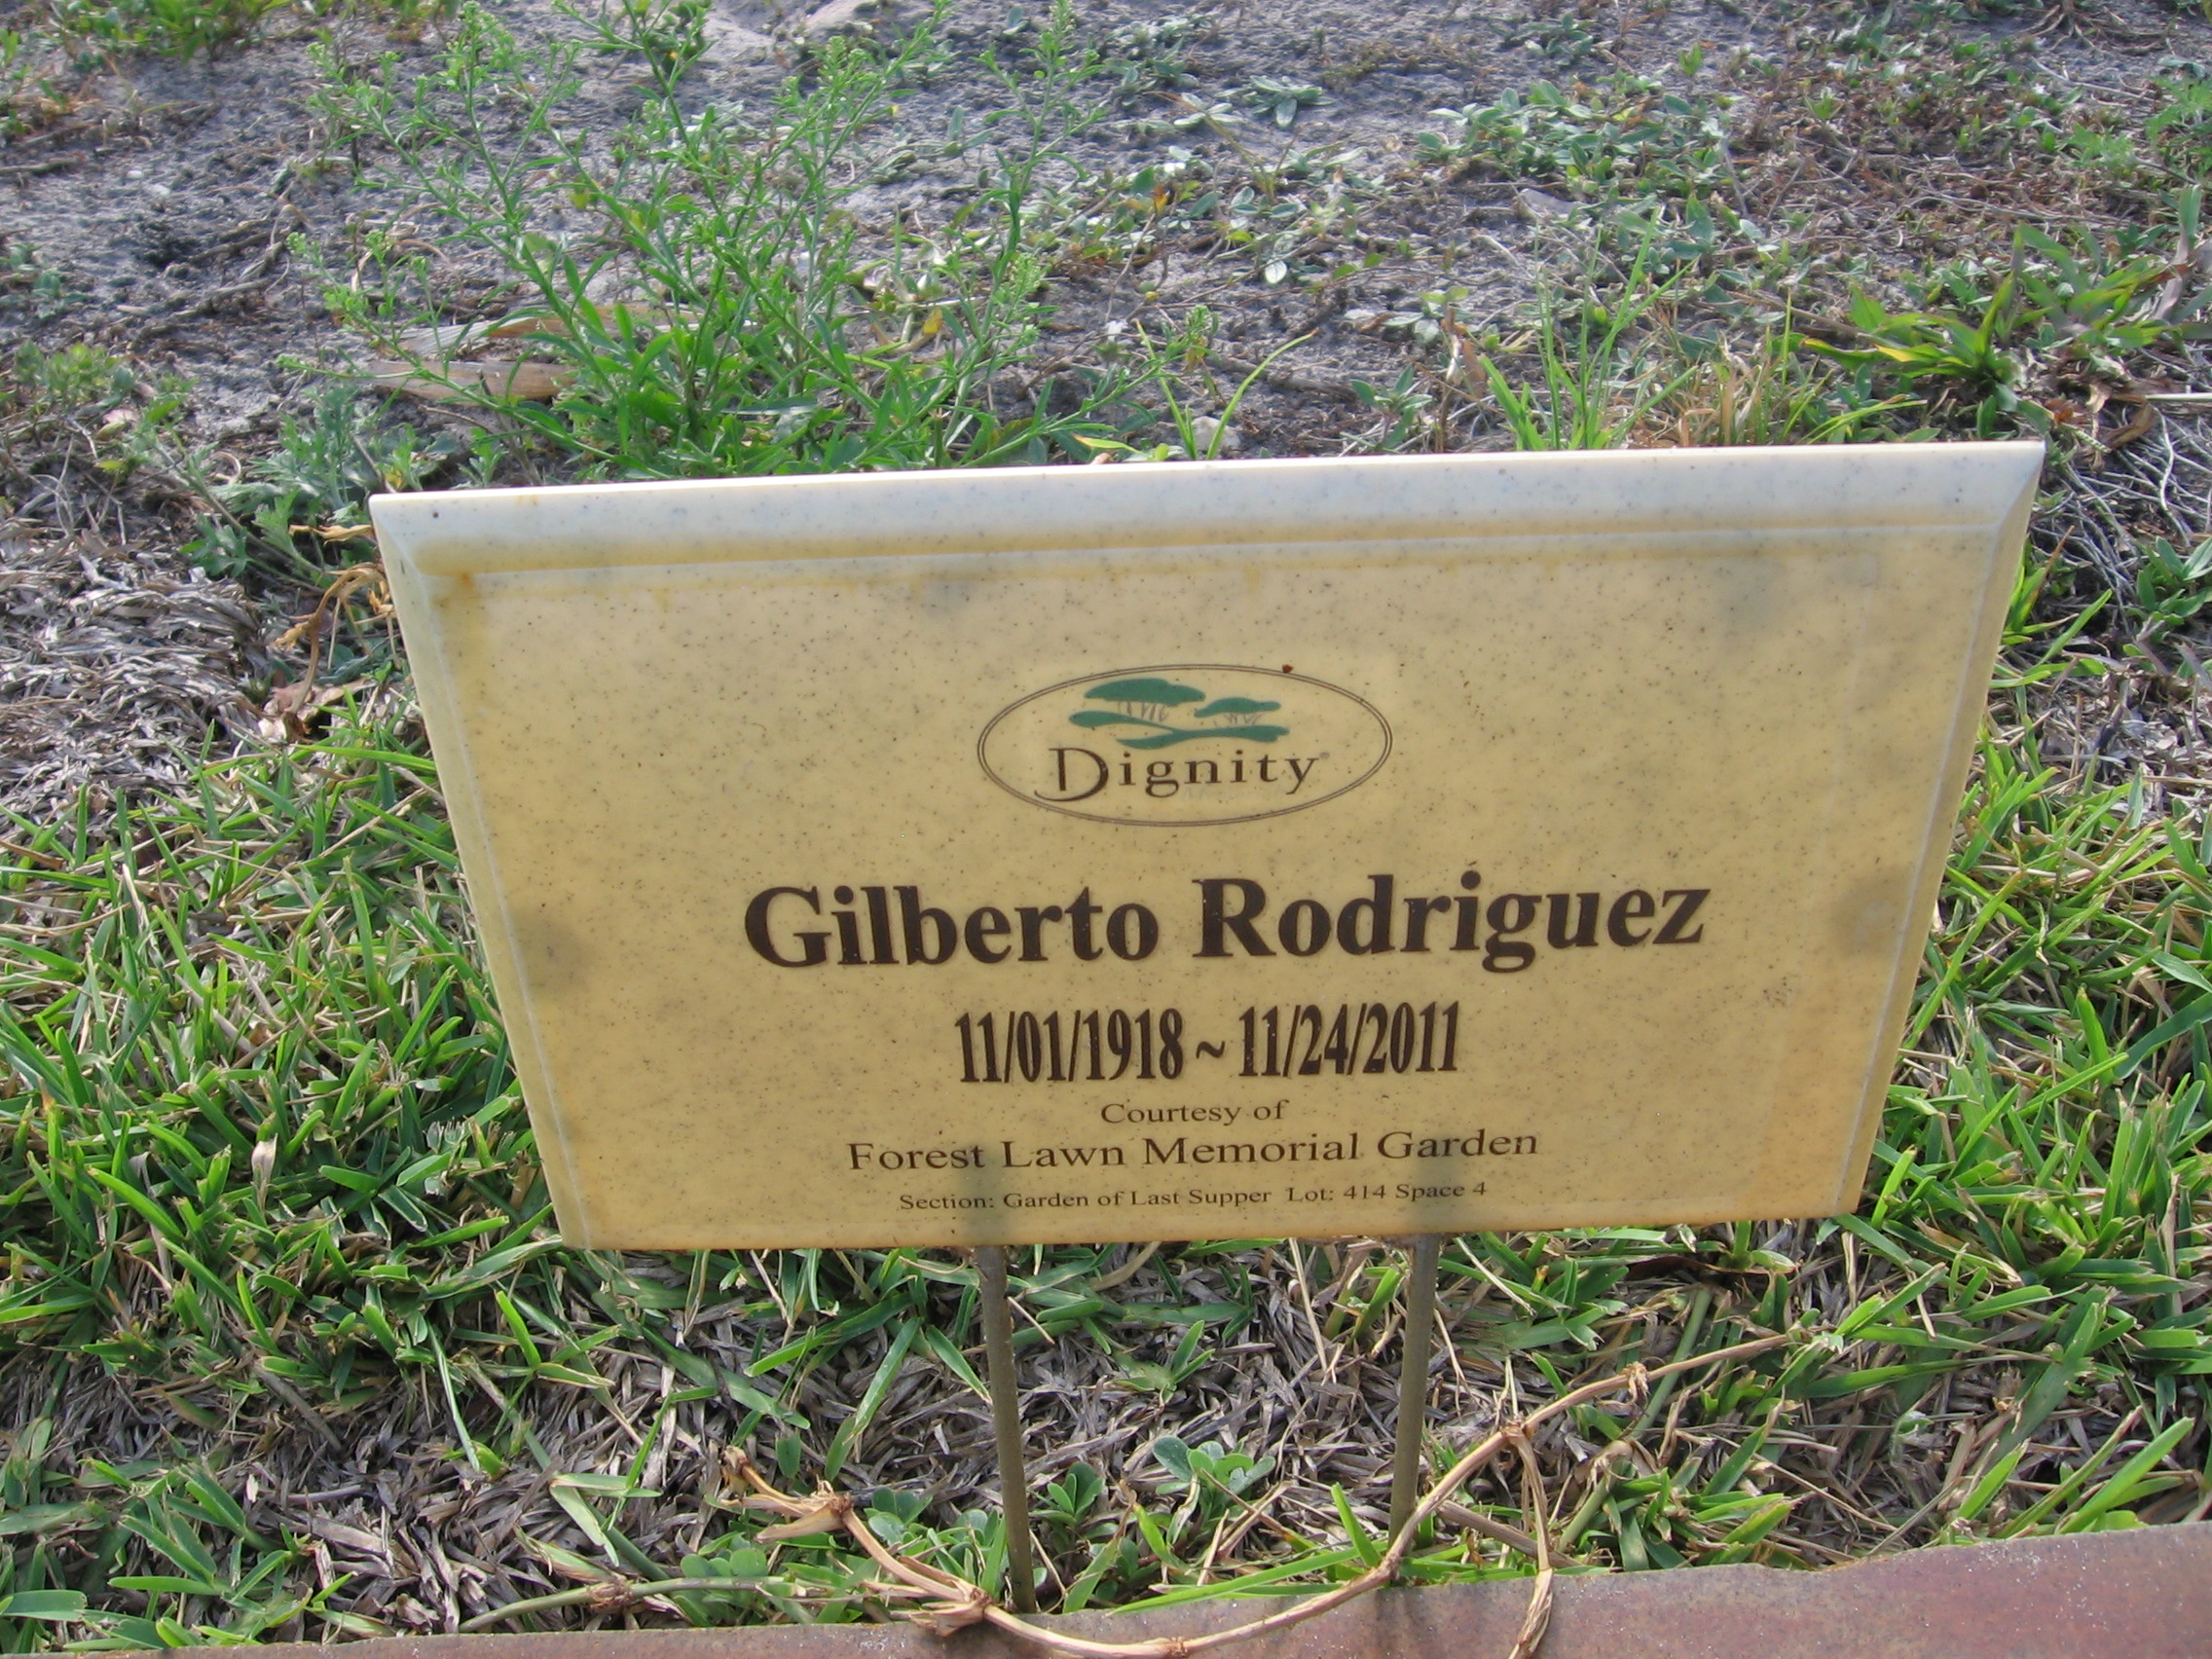 Dignity
Gilberto Rodriguez
11/01/1918 ~ 11/24/2011
Courtesy of
Forest Lawn Memorial Garden
Section: Garden of Last Supper Lot: 414 Space 4